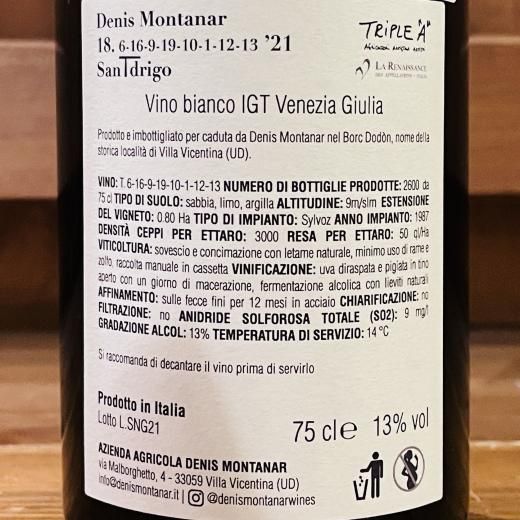 Denis Montanar
18. 6-16-9-19-10-1-12-13 '21
SanTdrigo
TRIPLE "A"
LA RENAISSANCE
DES APPELLATIONS - ITALIE
Vino bianco IGT Venezia Giulia
Prodotto e imbottigliato per caduta da Denis Montanar nel Borc Dodòn, nome della
storica località di Villa Vicentina (UD).
VINO: T. 6-16-9-19-10-1-12-13 NUMERO DI BOTTIGLIE PRODOTTE: 2600 da
75 cl TIPO DI SUOLO: sabbia, limo, argilla ALTITUDINE: 9m/slm ESTENSIONE
DEL VIGNETO: 0.80 Ha TIPO DI IMPIANTO: Sylvoz ANNO IMPIANTO: 1987
DENSITÀ CEPPI PER ETTARO: 3000 RESA PER ETTARO: 50 ql/Ha
VITICOLTURA: sovescio e concimazione con letame naturale, minimo uso di rame e
zolfo, raccolta manuale in cassetta VINIFICAZIONE: uva diraspata e pigiata in tino
aperto con un giorno di macerazione, fermentazione alcolica con lieviti naturali
AFFINAMENTO: sulle fecce fini per 12 mesi in acciaio CHIARIFICAZIONE: no
FILTRAZIONE: no ANIDRIDE SOLFOROSA TOTALE (SO2): 9 mg/l
GRADAZIONE ALCOL: 13% TEMPERATURA DI SERVIZIO: 14 °C
Si raccomanda di decantare il vino prima di servirlo
Prodotto in Italia
Lotto L.SNG21
75 cl e 13% vol
AZIENDA AGRICOLA DENIS MONTANAR
via Malborghetto, 4 - 33059 Villa Vicentina (UD)
info@denismontanar.it | @denismontanarwines